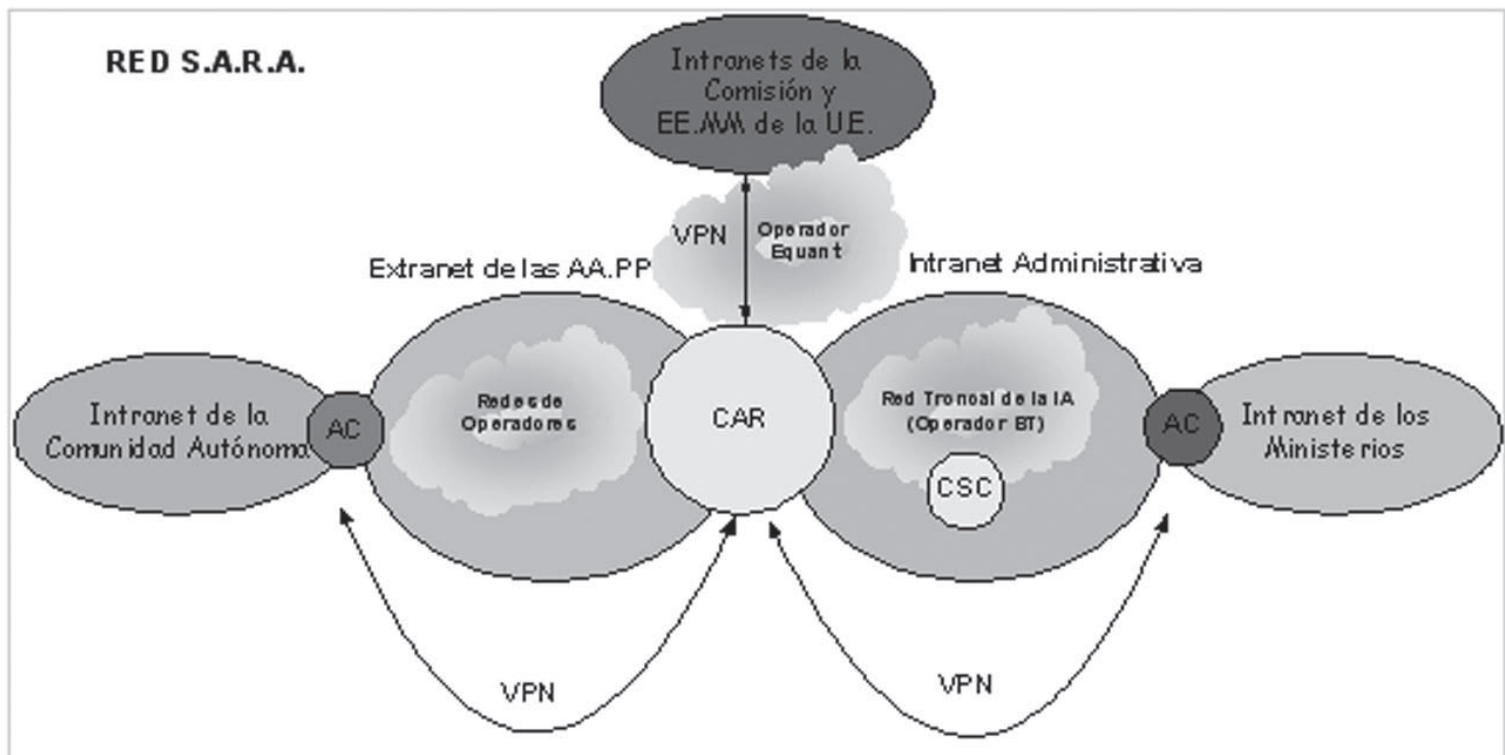 RED S.A.R.A.
Intranets de la
Comisión y
EE.MM de la U.E.
VPN
Operador
Equant
Extranet de las AA.PP
Intranet Administrativa
Intranet de la
Comunidad Autónoma
AC
Redes de
Operadores
CAR
Red Troncal de la IA
(Operador BT)
CSC
AC
Intranet de los
Ministerios
VPN
VPN